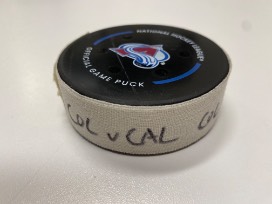 NATIONAL HOCKEY LEAGUE
OFFICIAL GAME PUCK
COL v CAL